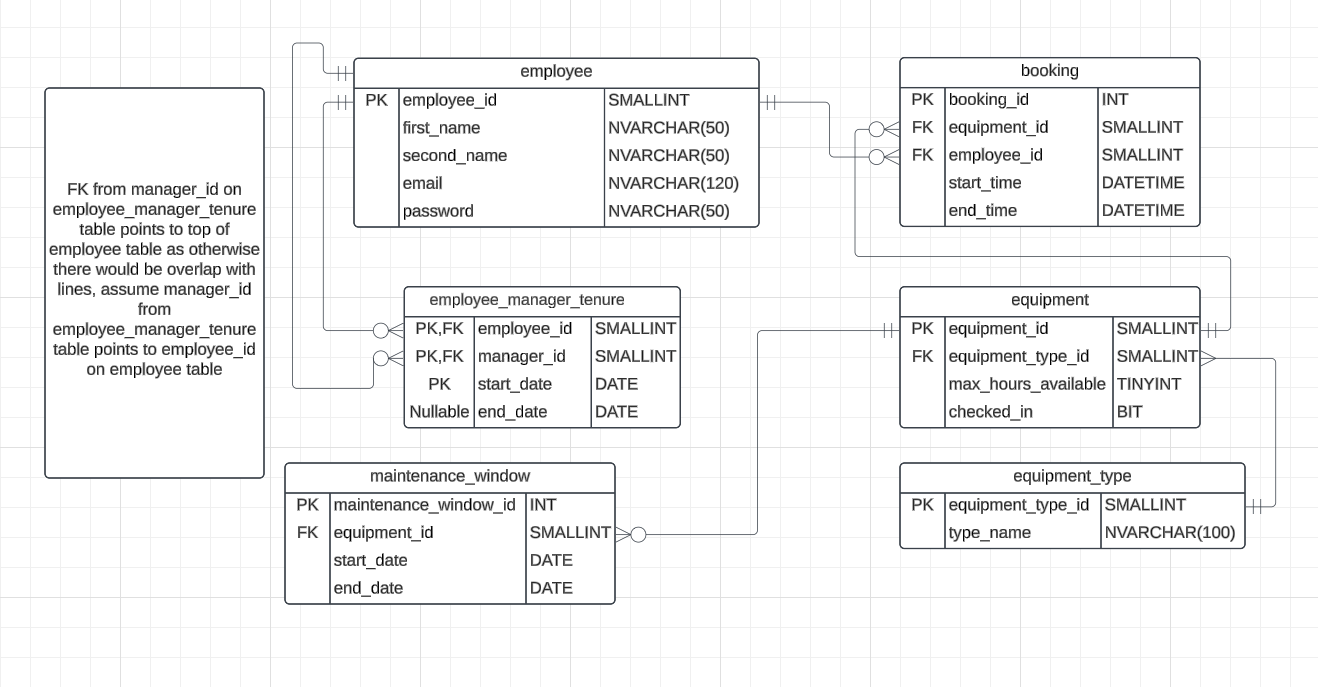 FK from manager_id on
employee_manager_tenure
table points to top of
employee table as otherwise
there would be overlap with
lines, assume manager_id
from
employee_manager_tenure
table points to employee_id
on employee table
employee
PK employee_id SMALLINT
first_name NVARCHAR(50)
second_name NVARCHAR(50)
email NVARCHAR(120)
password NVARCHAR(50)
booking
PK booking_id INT
FK equipment_id SMALLINT
FK employee_id SMALLINT
start_time DATETIME
end_time DATETIME
employee_manager_tenure
PK,FK employee_id SMALLINT
PK,FK manager_id SMALLINT
PK start_date DATE
Nullable end_date DATE
equipment
PK equipment_id SMALLINT
FK equipment_type_id SMALLINT
max_hours_available TINYINT
checked_in BIT
maintenance_window
PK maintenance_window_id INT
FK equipment_id SMALLINT
start_date DATE
end_date DATE
equipment_type
PK equipment_type_id SMALLINT
type_name NVARCHAR(100)